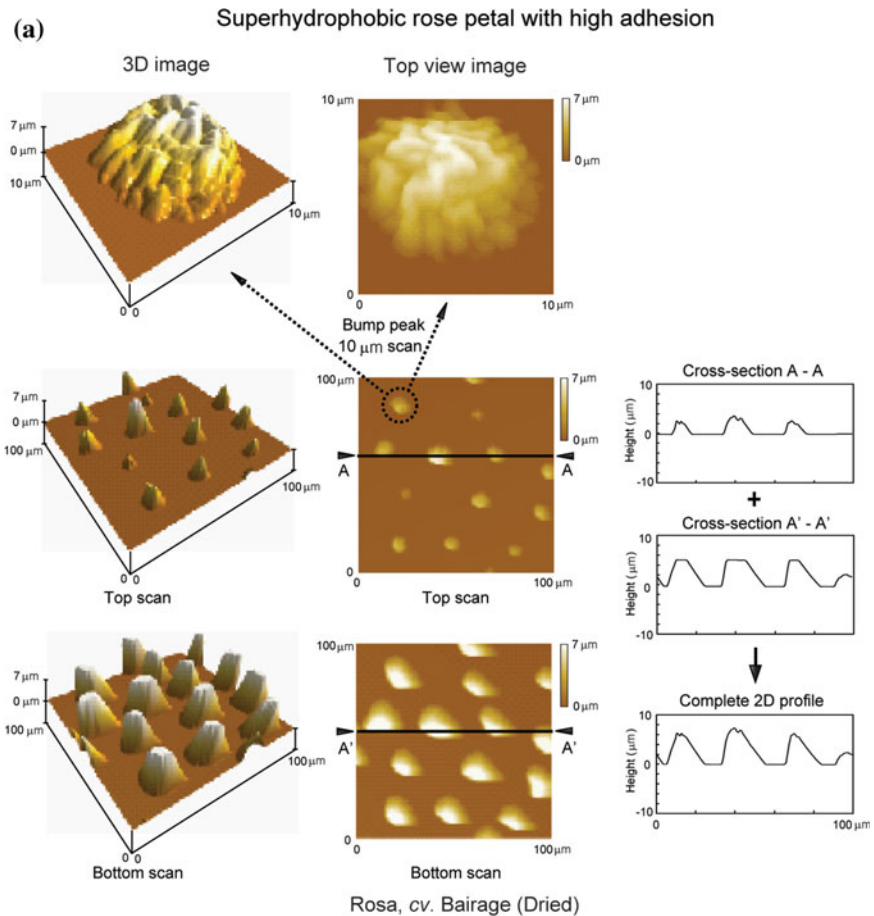 (a)
Superhydrophobic rose petal with high adhesion
3D image
Top view image
7 μm
0 μm
10 μm
10 μm
0 0
10 μm
7 μm
0 μm
0
0
10 μm
Bump peak
10 μm scan
7 μm
0 μm
100 μm
100 μm
0 0
Top scan
100 μm
7 μm
0 μm
A
A
0
0
100 μm
Top scan
Cross-section A - A
Height (μm)
10
0
-10
+
Cross-section A' - A'
Height (μm)
10
0
-10
7 μm
0 μm
100 μm
100 μm
0 0
Bottom scan
100 μm
7 μm
0 μm
A'
A'
0
0
100 μm
Bottom scan
Complete 2D profile
Height (μm)
10
0
-10
0
100 μm
Rosa, cv. Bairage (Dried)